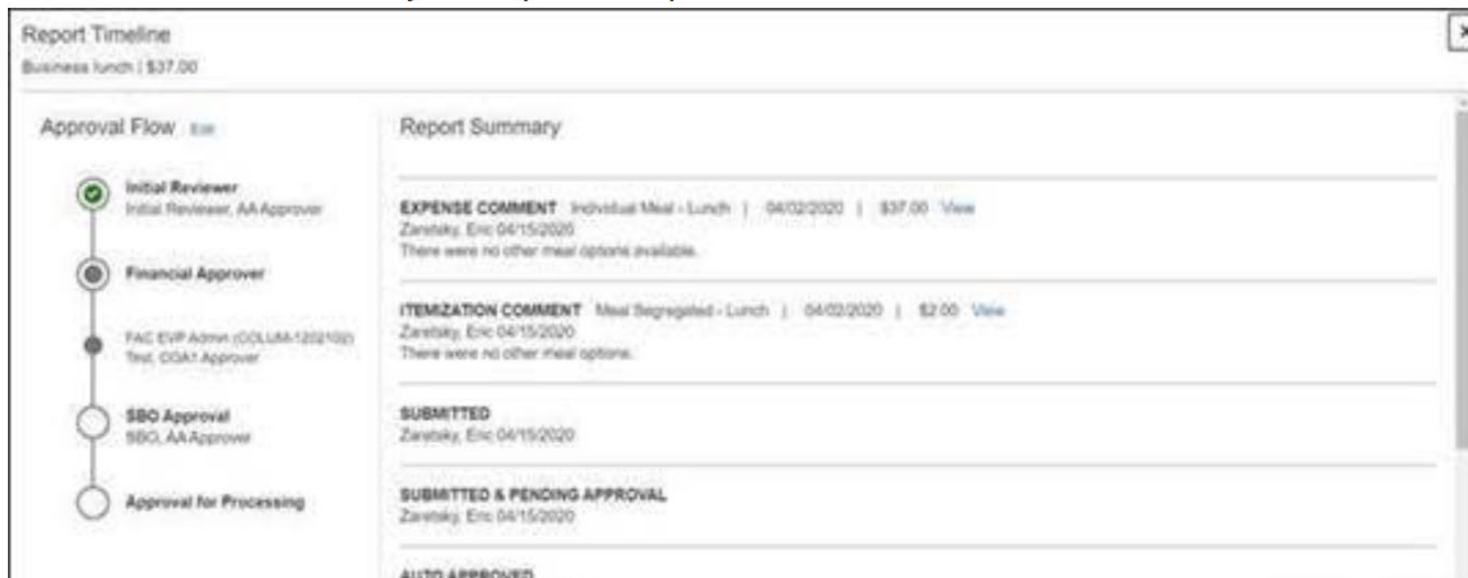 Report Timeline
Business lunch | $37.00
Approval Flow Edit
Initial Reviewer
Initial Reviewer, AA Approver
Financial Approver
FAC EVP Admin
Test, COA1 Approver
SBO Approval
SBO, AA Approver
Approval for Processing
Report Summary
EXPENSE COMMENT Individual Meal - Lunch | 04/02/2020 | $37.00 View
Zaretsky, Eric 04/15/2020
There were no other meal options available.
ITEMIZATION COMMENT Meal Segregated - Lunch | 04/02/2020 | $2.00 View
Zaretsky, Eric 04/15/2020
There were no other meal options.
SUBMITTED
Zaretsky, Eric 04/15/2020
SUBMITTED & PENDING APPROVAL
Zaretsky, Eric 04/15/2020
AUTO APPROVED